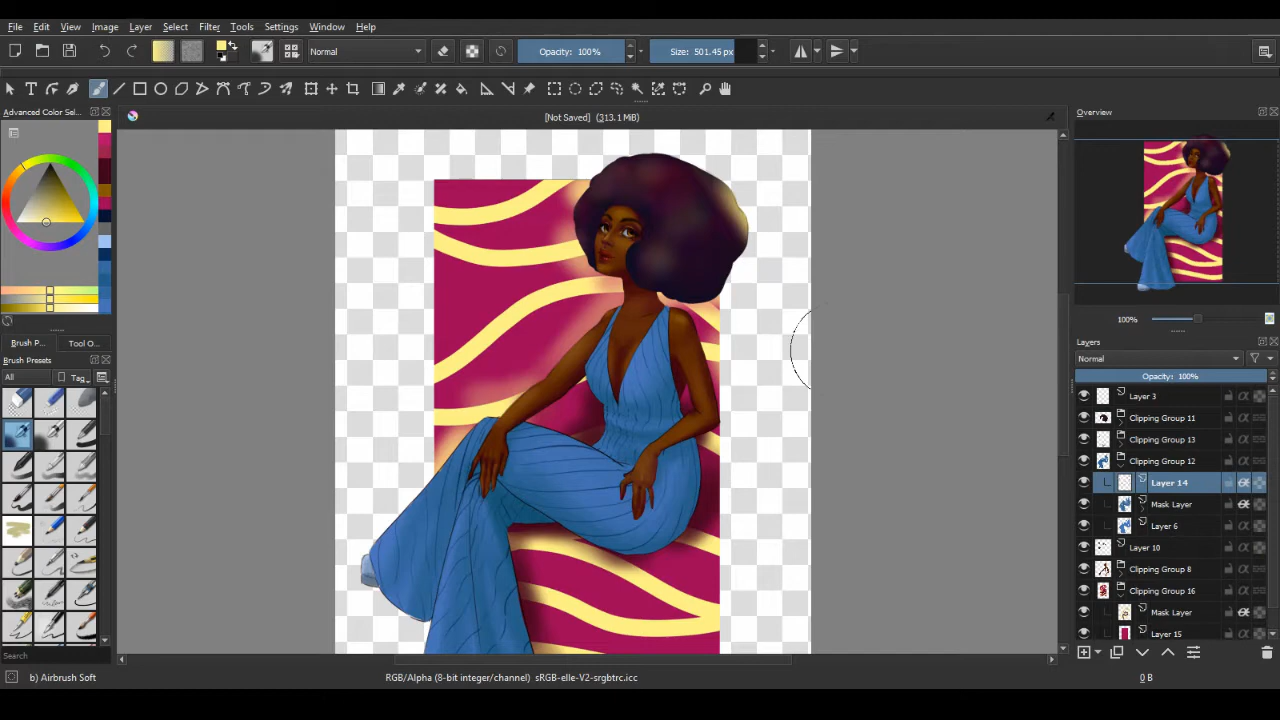 File Edit View Image Layer Select Filter Tools Settings Window Help
Normal Opacity: 100% Size: 501.45 px
Advanced Color Sel...
[Not Saved] (313.1 MiB)
Overview
100%
Brush P... Tool O...
Brush Presets
All Tag
Layers
Normal
Opacity: 100%
Layer 3
Clipping Group 11
Clipping Group 13
Clipping Group 12
Layer 14
Mask Layer
Layer 6
Layer 10
Clipping Group 8
Clipping Group 16
Mask Layer
Layer 15
Search
b) Airbrush Soft RGB/Alpha (8-bit integer/channel) sRGB-elle-V2-srgbtrc.icc 0 B